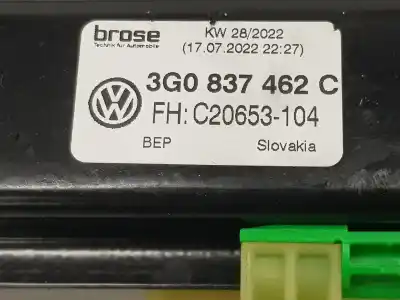 brose
Technik für Automobile
KW 28/2022
(17.07.2022 22:27)
3G0 837 462 C
FH: C20653-104
BEP Slovakia